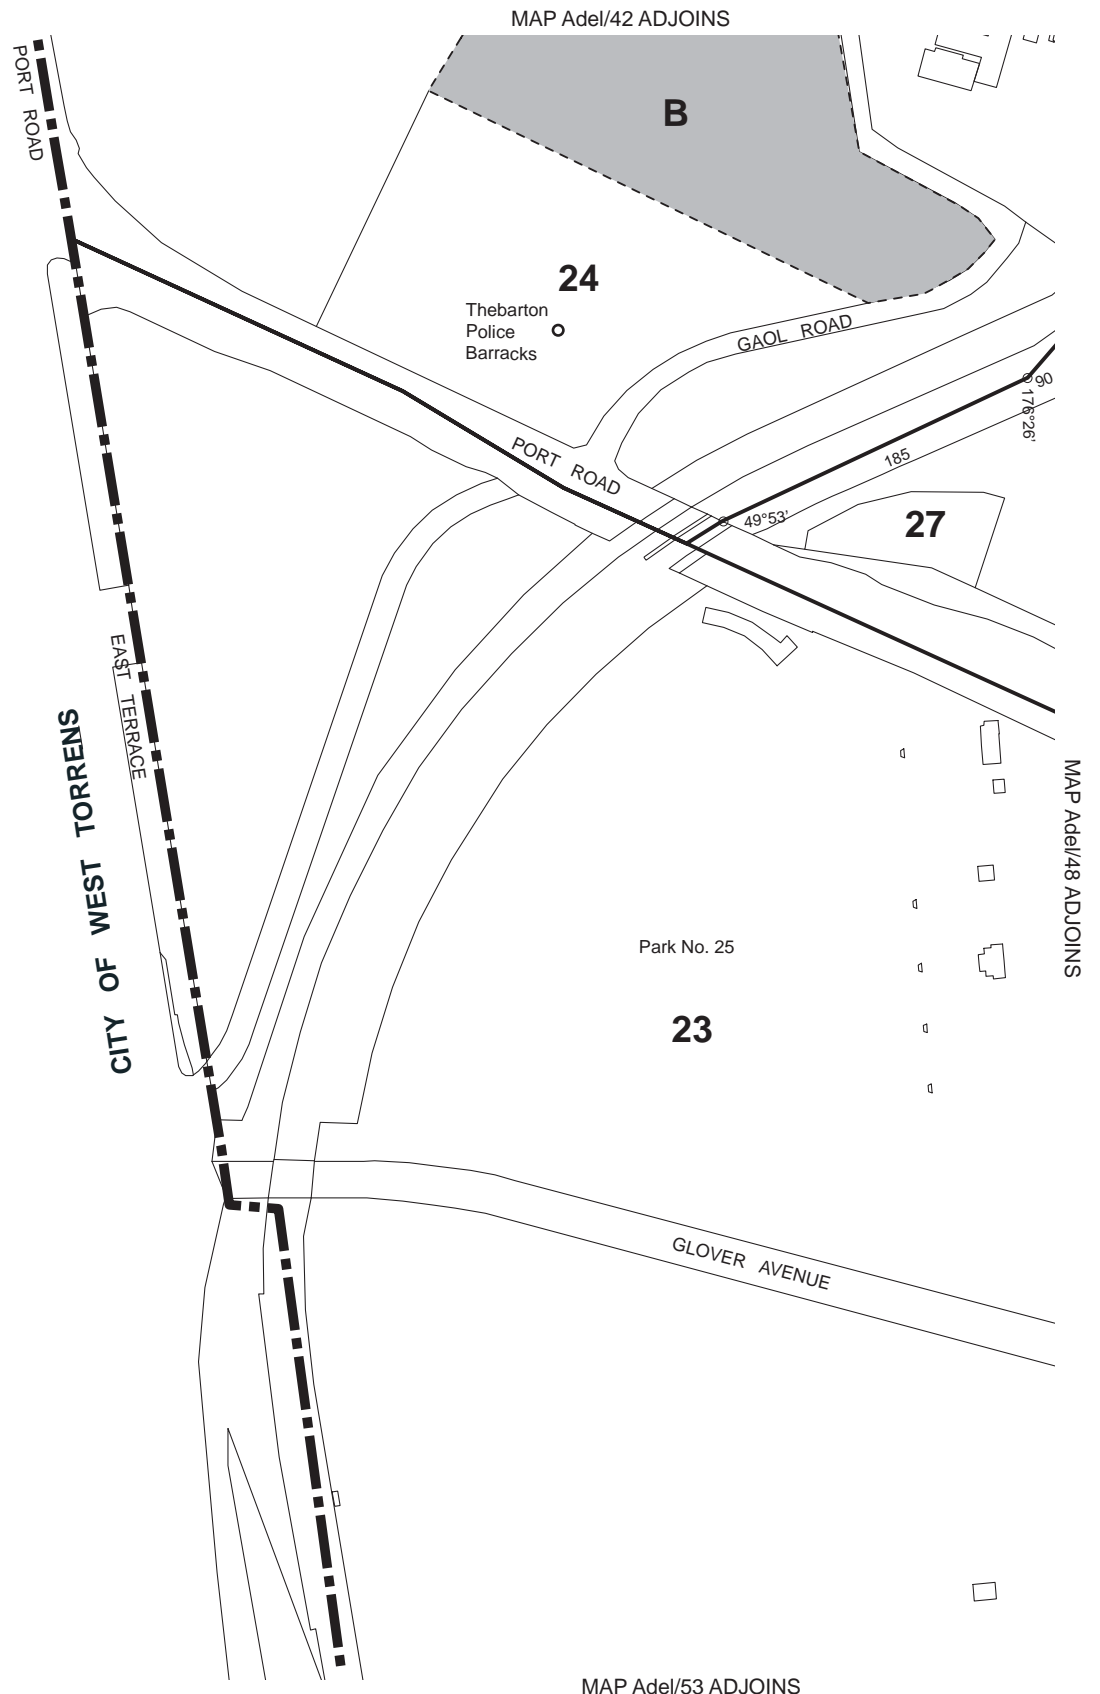 MAP Adel/42 ADJOINS
PORT ROAD
B
24
Thebarton
Police
Barracks
GAOL ROAD
90
176°26'
PORT ROAD
185
49°53'
27
EAST TERRACE
CITY OF WEST TORRENS
MAP Adel/48 ADJOINS
Park No. 25
23
GLOVER AVENUE
MAP Adel/53 ADJOINS